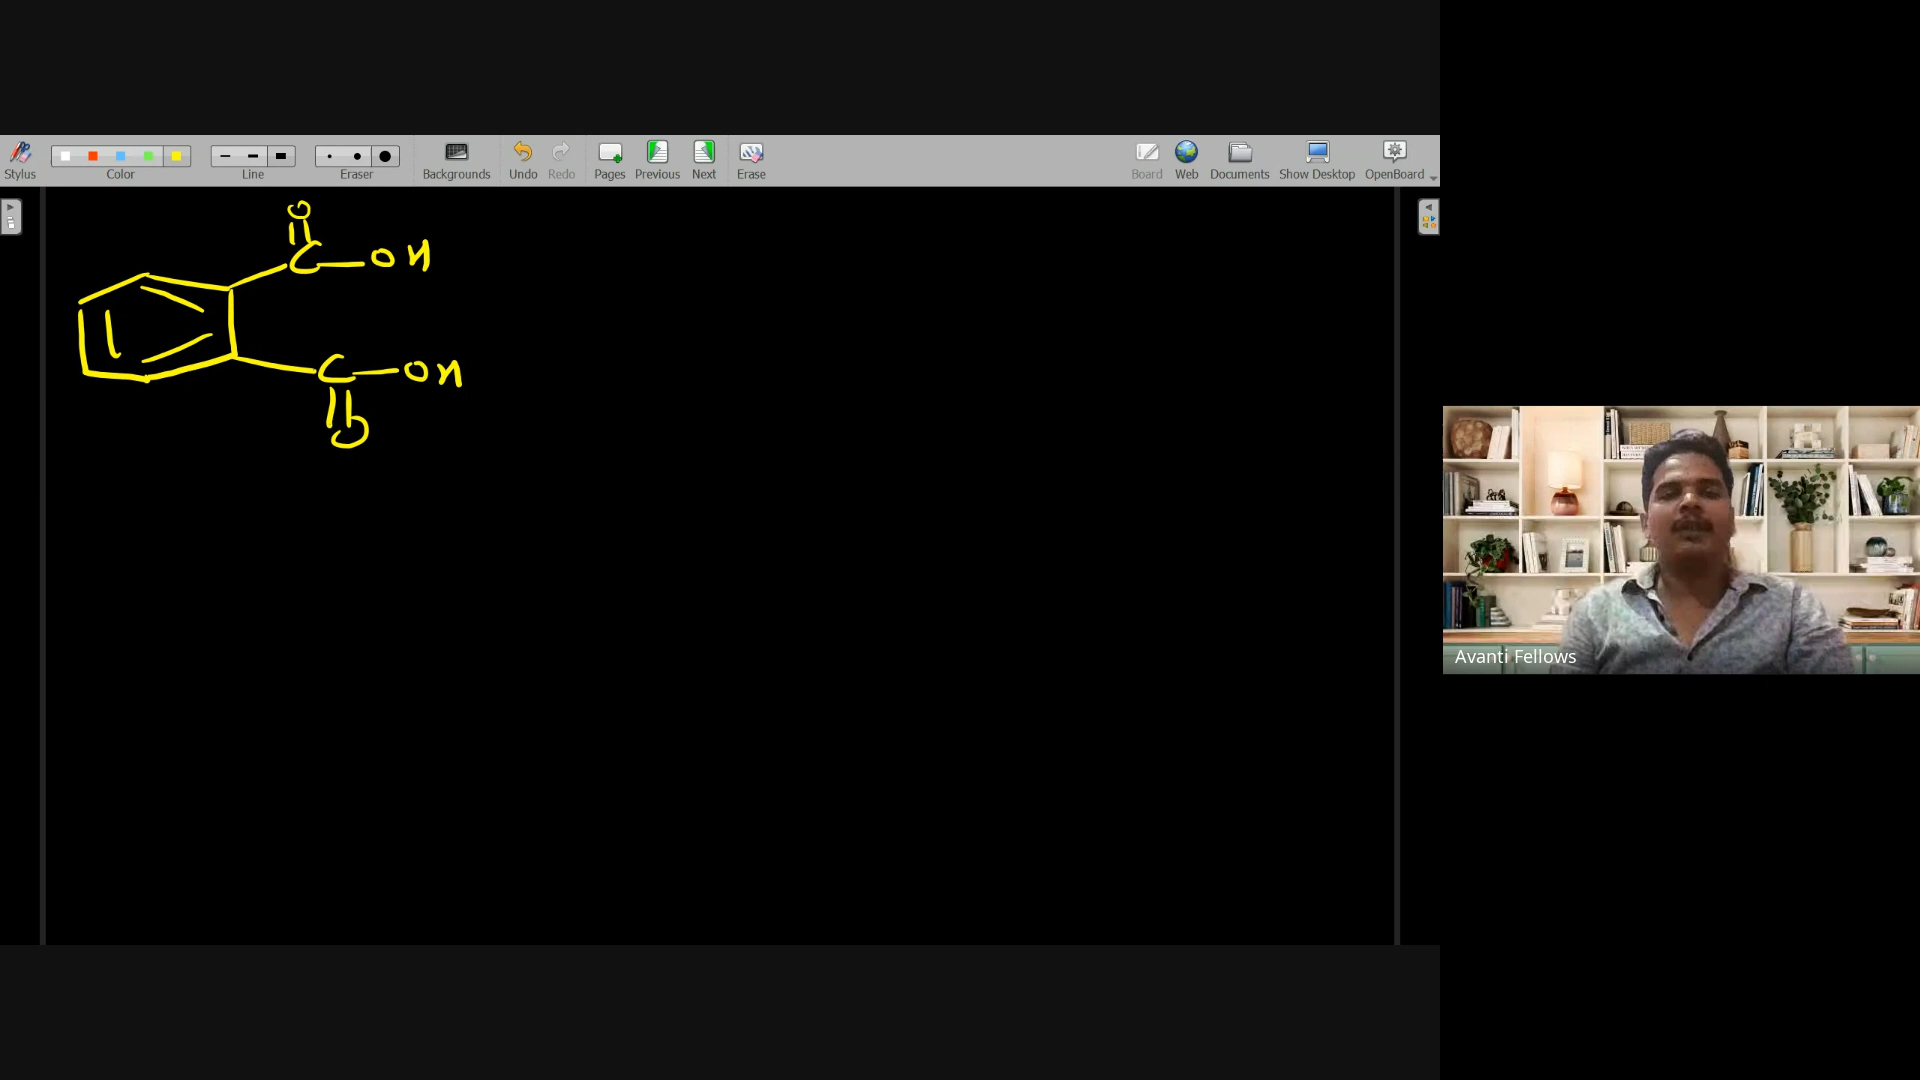 Stylus Color Line Eraser Backgrounds Undo Redo Pages Previous Next Erase Board Web Documents Show Desktop OpenBoard
O
C OH
C OH
O
Avanti Fellows